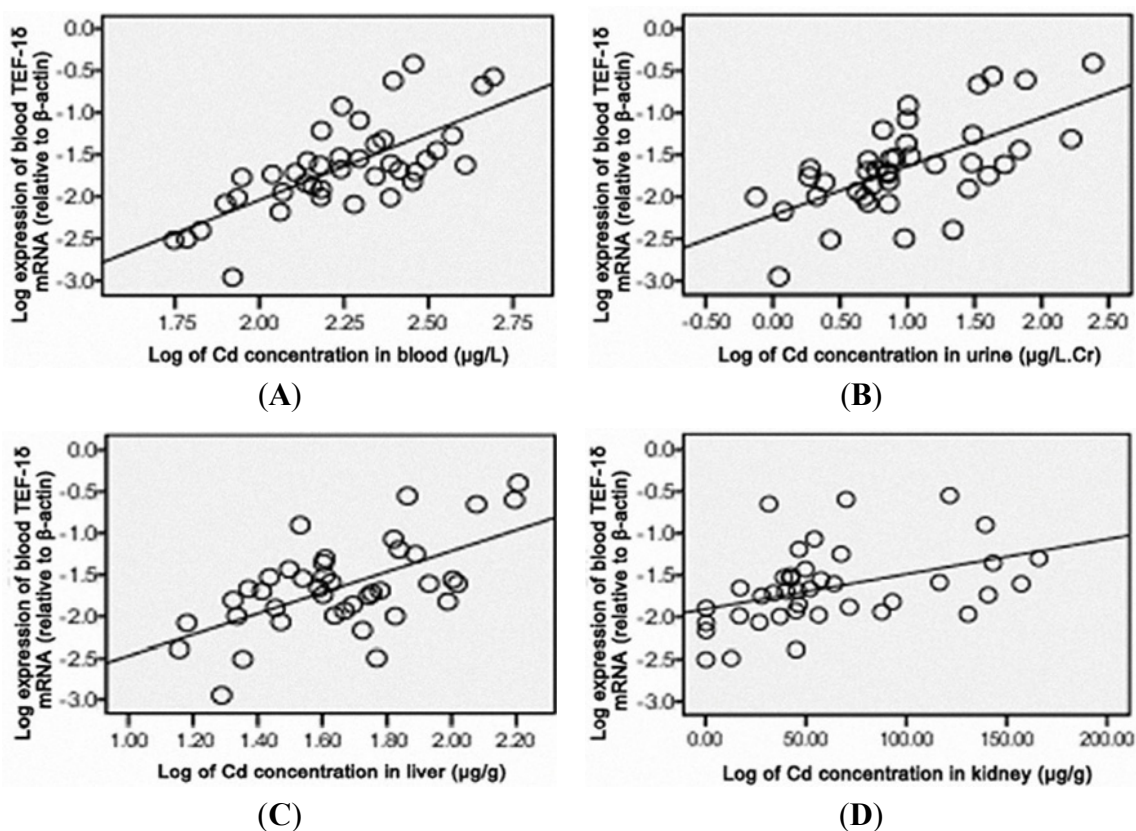 Log expression of blood TEF-1δ
mRNA (relative to β-actin)
0.0
-0.5
-1.0
-1.5
-2.0
-2.5
-3.0
1.75 2.00 2.25 2.50 2.75
Log of Cd concentration in blood (µg/L)
(A)
Log expression of blood TEF-1δ
mRNA (relative to β-actin)
0.0
-0.5
-1.0
-1.5
-2.0
-2.5
-3.0
-0.50 0.00 0.50 1.00 1.50 2.00 2.50
Log of Cd concentration in urine (µg/L.Cr)
(B)
Log expression of blood TEF-1δ
mRNA (relative to β-actin)
0.0
-0.5
-1.0
-1.5
-2.0
-2.5
-3.0
1.00 1.20 1.40 1.60 1.80 2.00 2.20
Log of Cd concentration in liver (µg/g)
(C)
Log expression of blood TEF-1δ
mRNA (relative to β-actin)
0.0
-0.5
-1.0
-1.5
-2.0
-2.5
-3.0
0.00 50.00 100.00 150.00 200.00
Log of Cd concentration in kidney (µg/g)
(D)